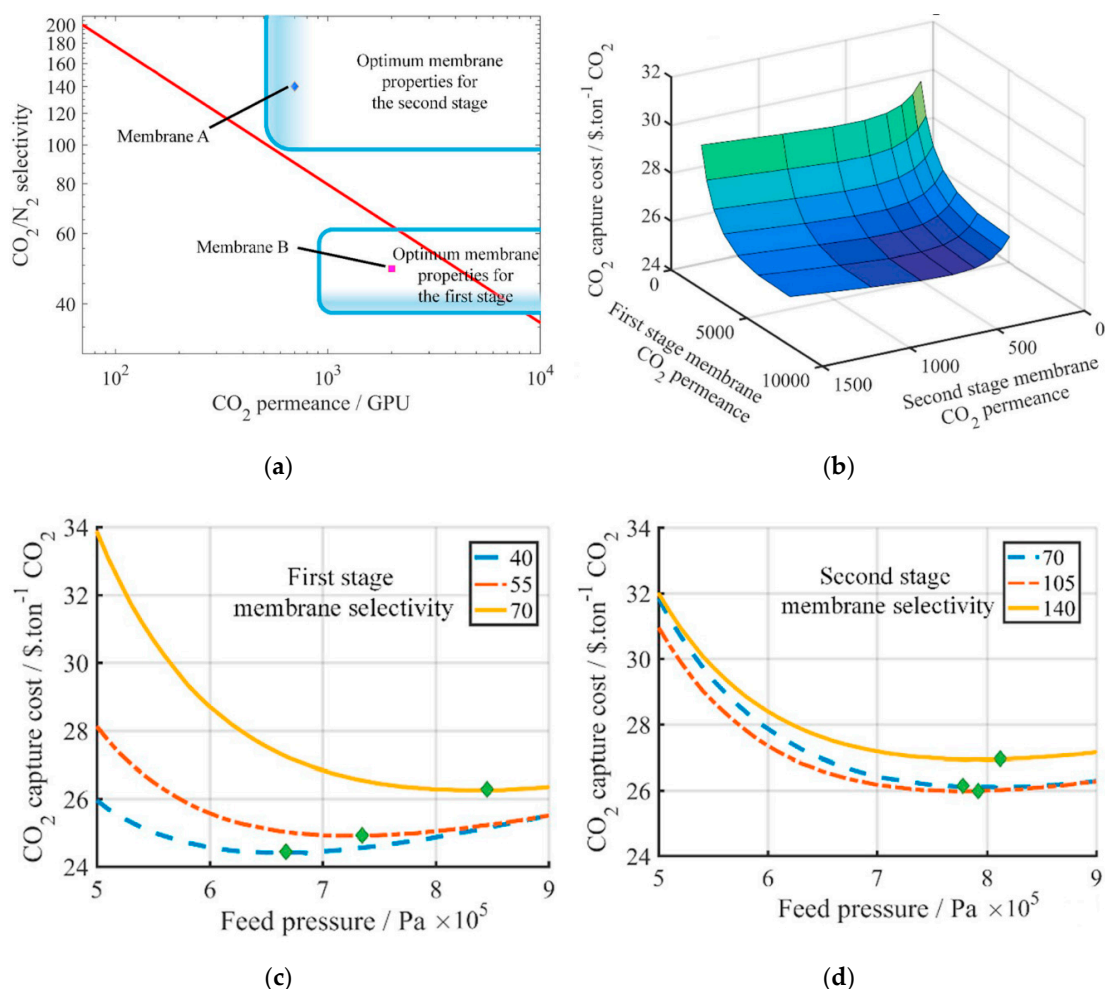 200
180
160
140
120
100
80
60
40
CO2/N2 selectivity
Optimum membrane
properties for
the second stage
Membrane A
Membrane B
Optimum membrane
properties for
the first stage
10^2
10^3
10^4
CO2 permeance / GPU
(a)
32
30
28
26
24
CO2 capture cost / $.ton^-1 CO2
0
5000
10000
First stage membrane
CO2 permeance
1500
1000
500
0
Second stage membrane
CO2 permeance
(b)
34
32
30
28
26
24
CO2 capture cost / $.ton^-1 CO2
First stage
membrane selectivity
40
55
70
5 6 7 8 9
Feed pressure / Pa ×10^5
(c)
34
32
30
28
26
24
CO2 capture cost / $.ton^-1 CO2
Second stage
membrane selectivity
70
105
140
5 6 7 8 9
Feed pressure / Pa ×10^5
(d)